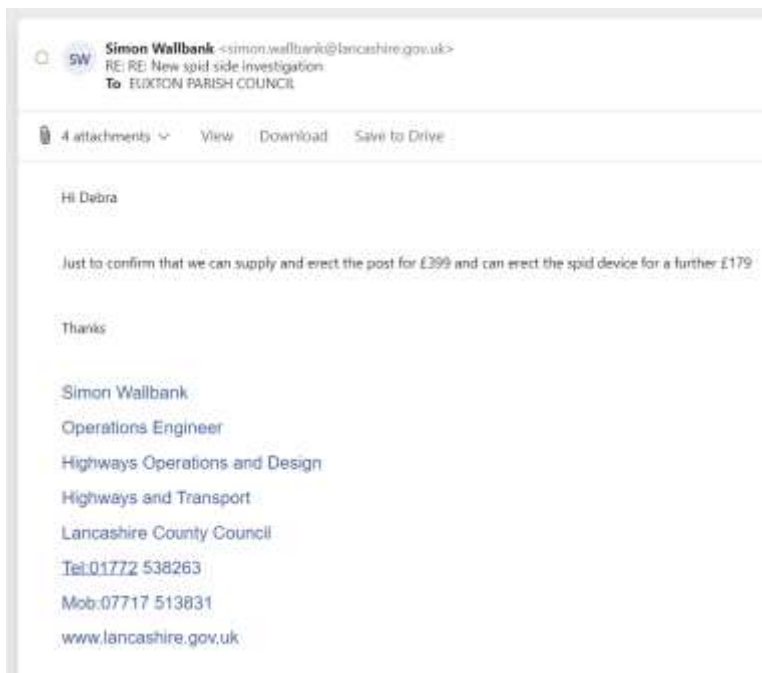 SW
Simon Wallbank <simon.wallbank@lancashire.gov.uk>
RE: RE: New spid side investigation
To EUXTON PARISH COUNCIL
4 attachments View Download Save to Drive
Hi Debra
Just to confirm that we can supply and erect the post for £399 and can erect the spid device for a further £179
Thanks
Simon Wallbank
Operations Engineer
Highways Operations and Design
Highways and Transport
Lancashire County Council
Tel:01772 538263
Mob:07717 513831
www.lancashire.gov.uk